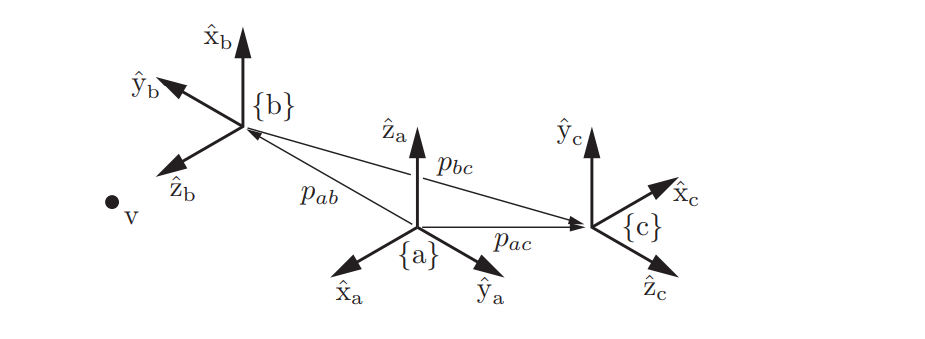 x̂b
ŷb
{b}
ẑb
v
pab
ẑa
pbc
{a}
x̂a
ŷa
pac
ŷc
x̂c
{c}
ẑc